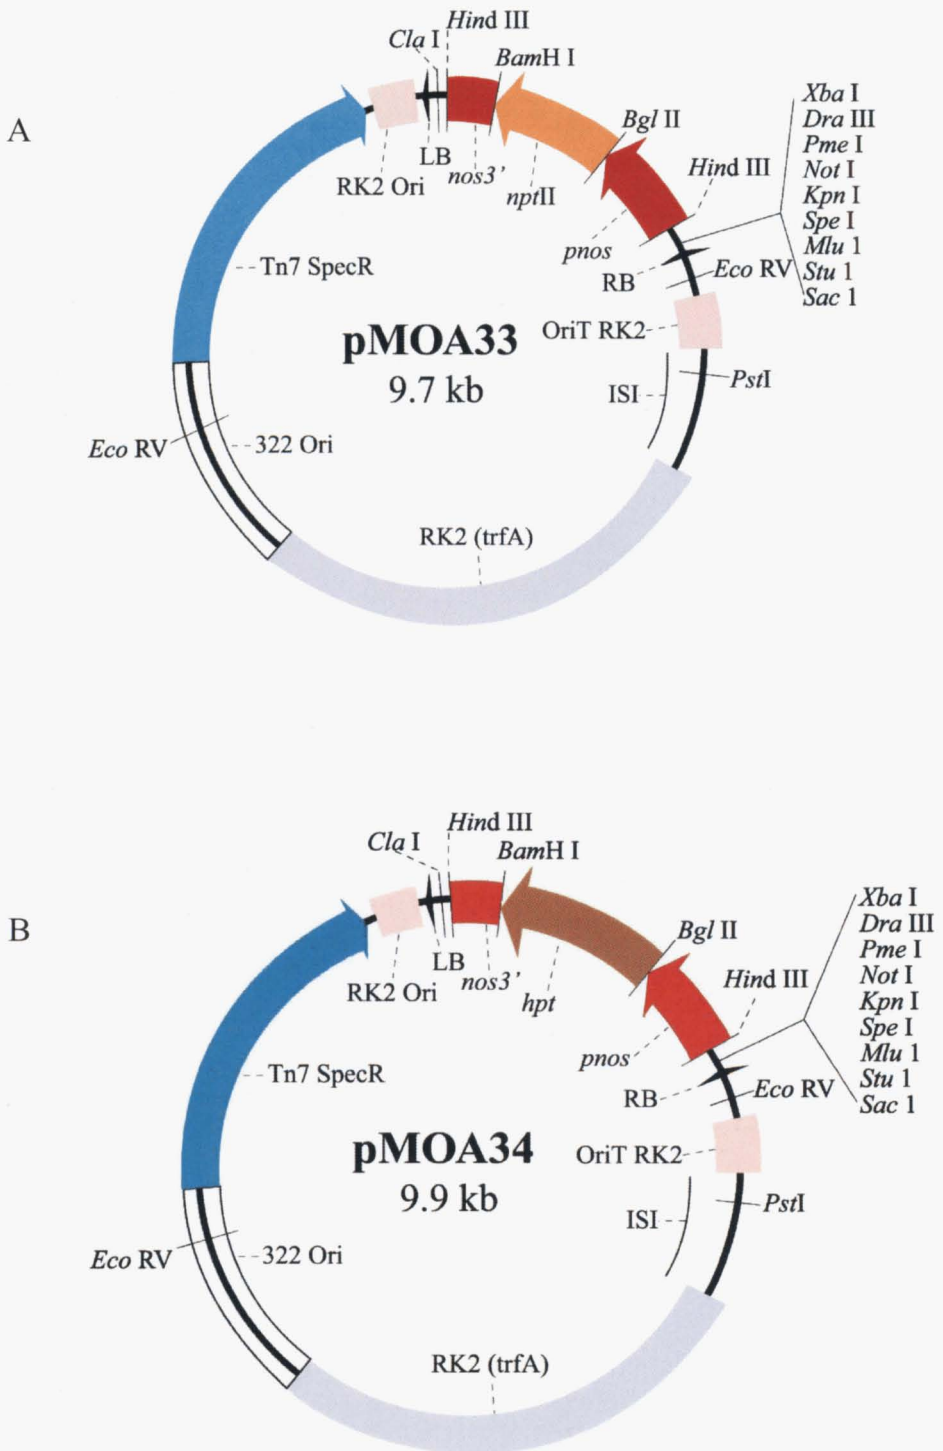 A
Hind III
Cla I
BamH I
Bgl II
Hind III
Xba I
Dra III
Pme I
Not I
Kpn I
Spe I
Mlu 1
Stu 1
Sac 1
LB
RK2 Ori
nos3’
nptII
pnos
RB
Eco RV
Tn7 SpecR
OriT RK2
pMOA33
9.7 kb
PstI
ISI
Eco RV
322 Ori
RK2 (trfA)
B
Hind III
Cla I
BamH I
Bgl II
Hind III
Xba I
Dra III
Pme I
Not I
Kpn I
Spe I
Mlu 1
Stu 1
Sac 1
LB
RK2 Ori
nos3’
hpt
pnos
RB
Eco RV
Tn7 SpecR
OriT RK2
pMOA34
9.9 kb
PstI
ISI
Eco RV
322 Ori
RK2 (trfA)